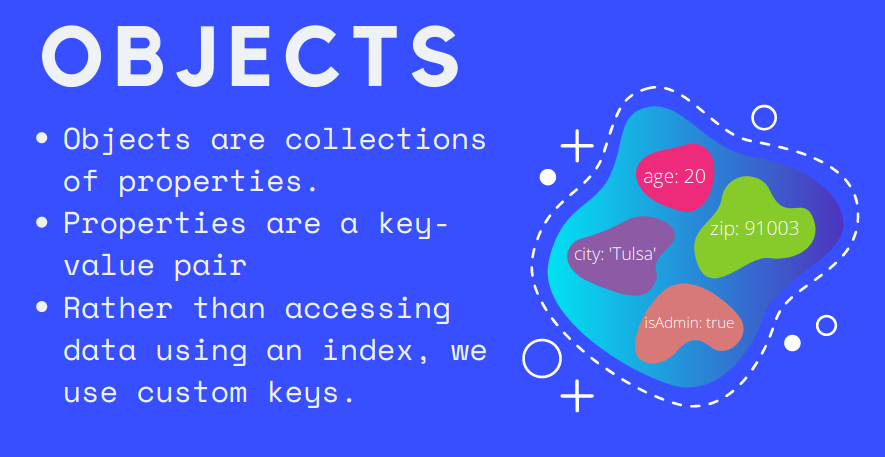 OBJECTS
Objects are collections
of properties.
Properties are a key-
value pair
Rather than accessing
data using an index, we
use custom keys.
age: 20
zip: 91003
city: 'Tulsa'
isAdmin: true